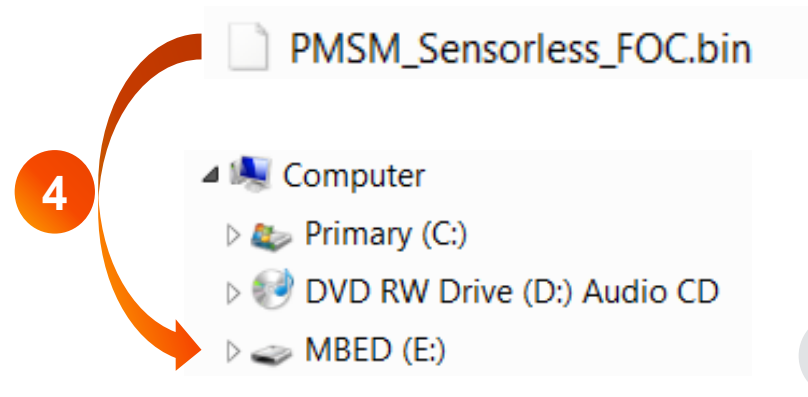 PMSM_Sensorless_FOC.bin
4
Computer
Primary (C:)
DVD RW Drive (D:) Audio CD
MBED (E:)